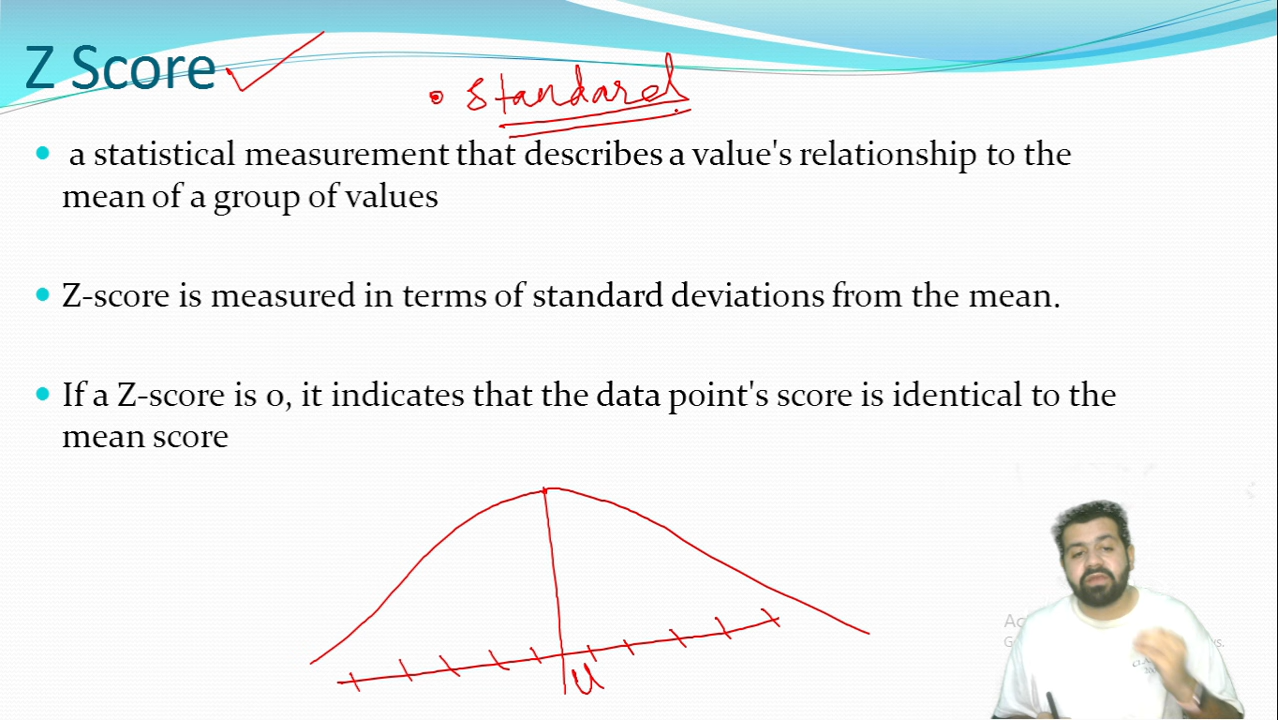 Z Score
• Standard
• a statistical measurement that describes a value's relationship to the
mean of a group of values
• Z-score is measured in terms of standard deviations from the mean.
• If a Z-score is 0, it indicates that the data point's score is identical to the
mean score
μ